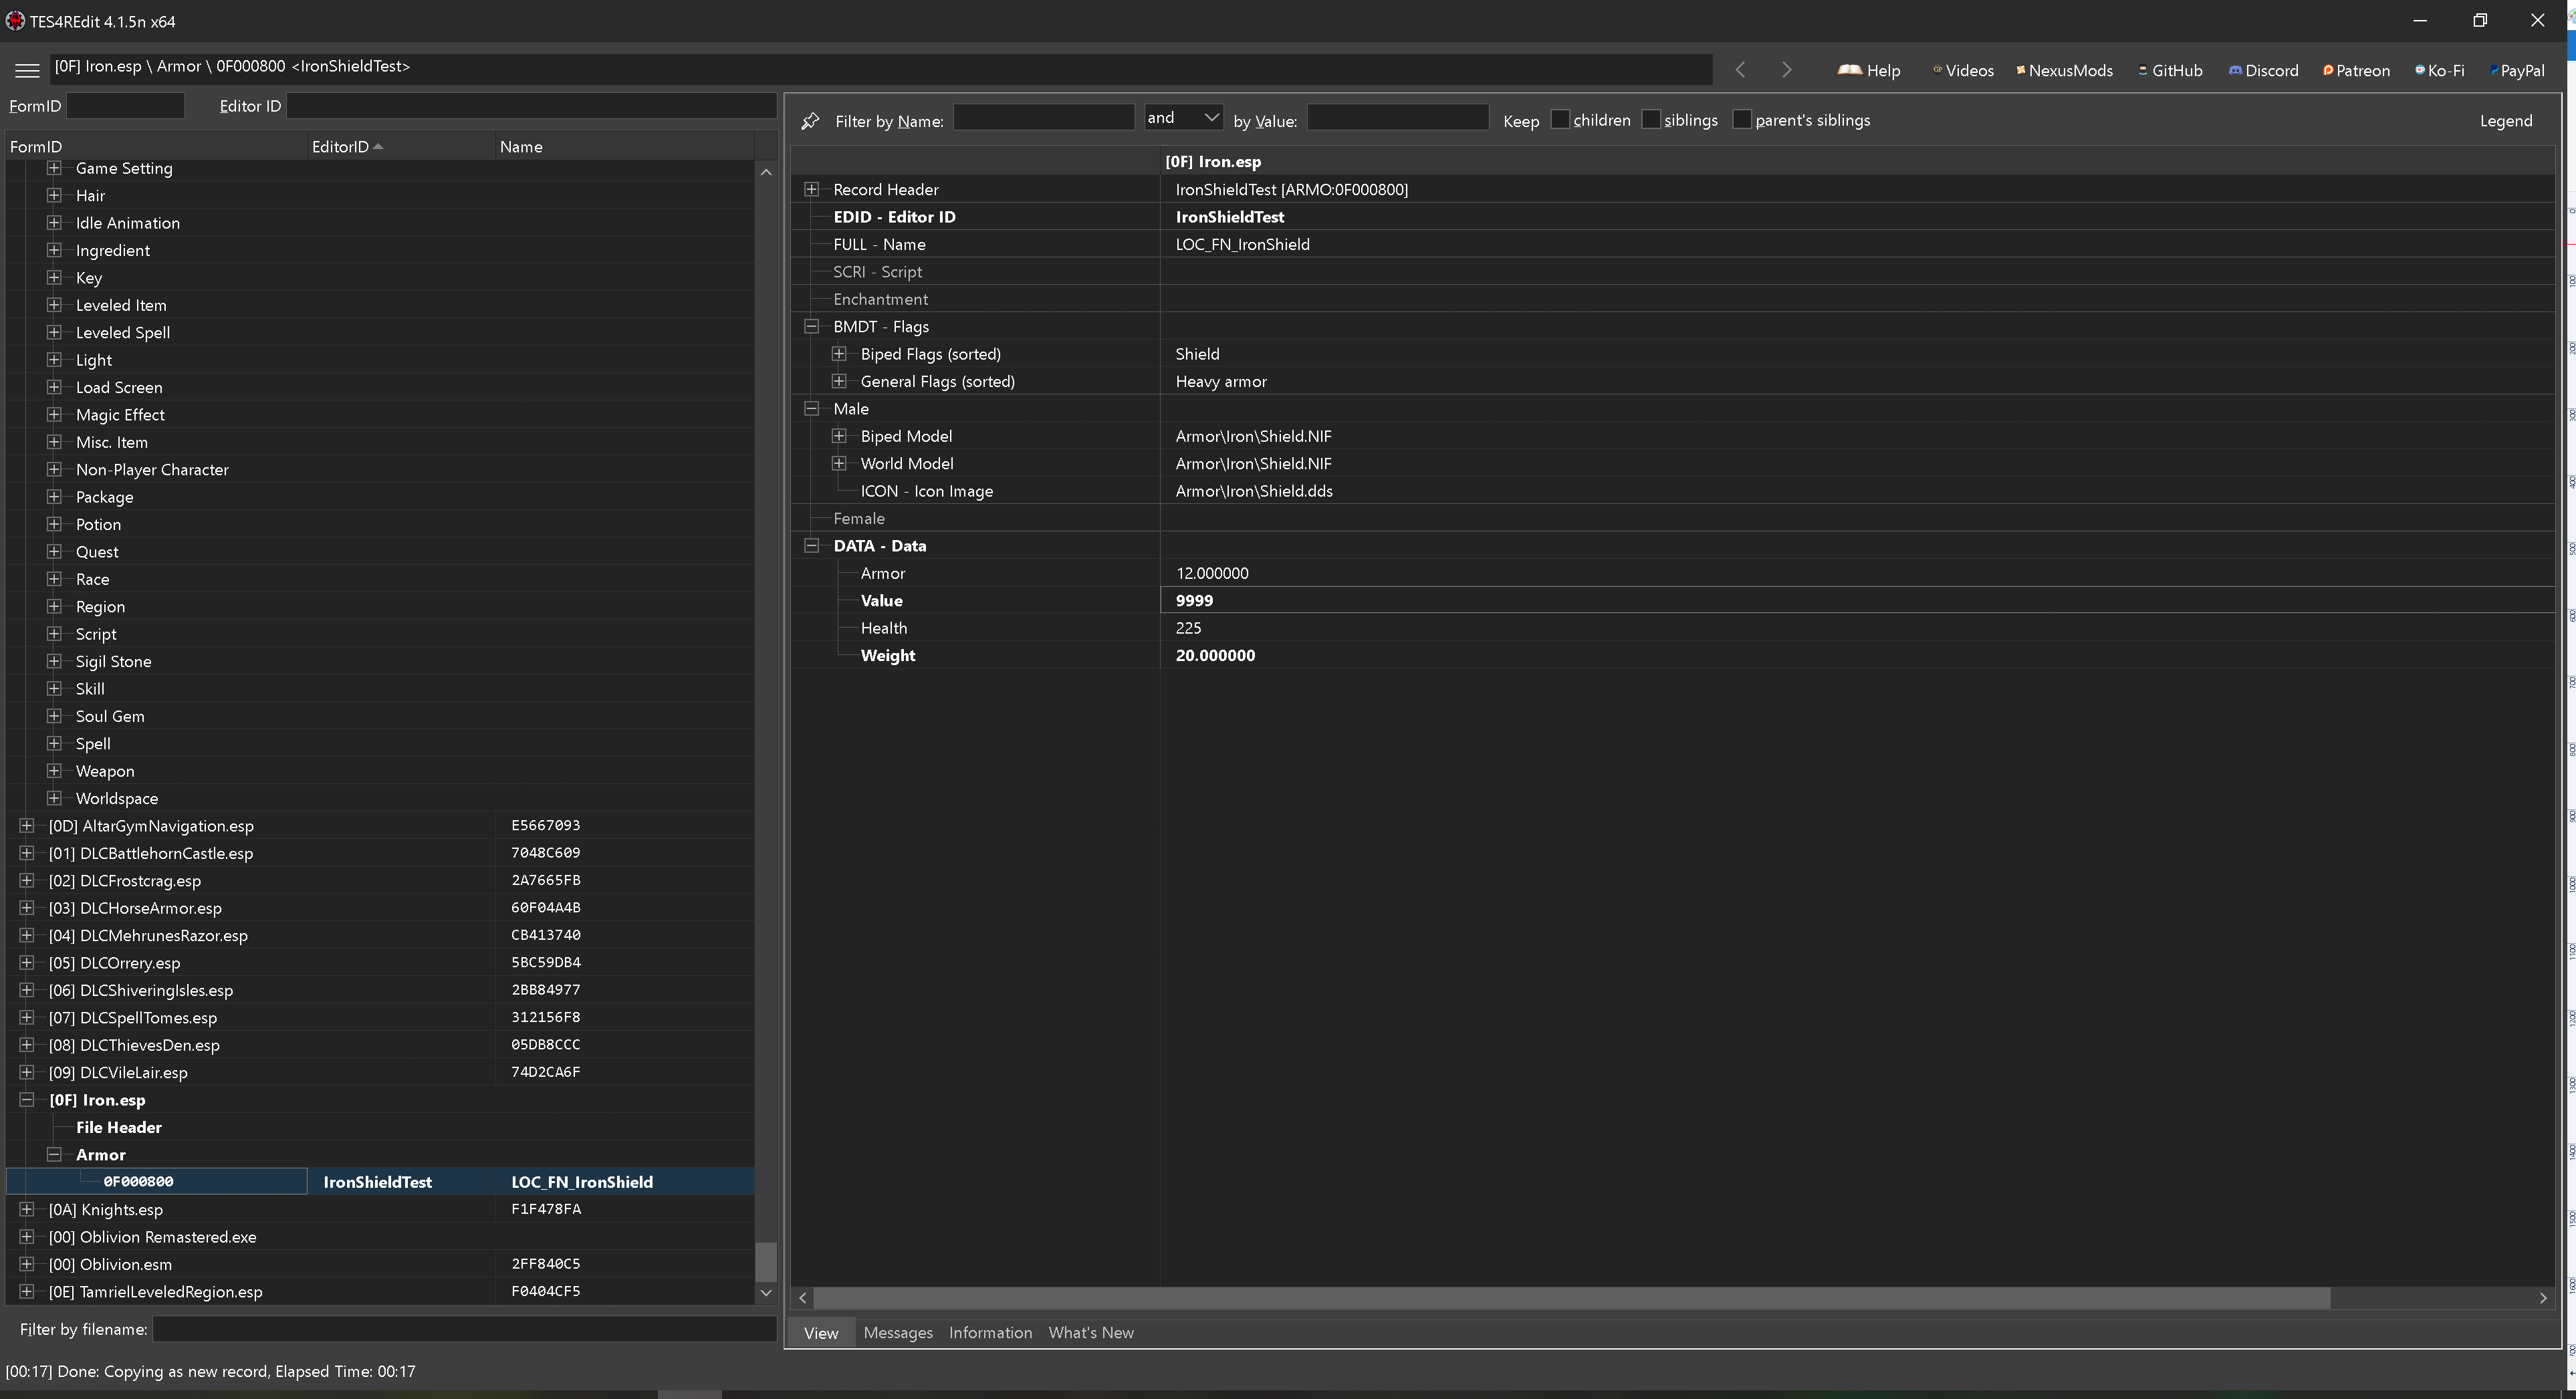 TES4REdit 4.1.5n x64
[0F] Iron.esp \ Armor \ 0F000800 <IronShieldTest>
Help Videos NexusMods GitHub Discord Patreon Ko-Fi PayPal
FormID Editor ID
FormID EditorID Name
Game Setting
Hair
Idle Animation
Ingredient
Key
Leveled Item
Leveled Spell
Light
Load Screen
Magic Effect
Misc. Item
Non-Player Character
Package
Potion
Quest
Race
Region
Script
Sigil Stone
Skill
Soul Gem
Spell
Weapon
Worldspace
[0D] AltarGymNavigation.esp E5667093
[01] DLCBattlehornCastle.esp 7048C609
[02] DLCFrostcrag.esp 2A7665FB
[03] DLCHorseArmor.esp 60F04A4B
[04] DLCMehrunesRazor.esp CB413740
[05] DLCOrrery.esp 5BC59DB4
[06] DLCShiveringIsles.esp 2BB84977
[07] DLCSpellTomes.esp 312156F8
[08] DLCThievesDen.esp 05DB8CCC
[09] DLCVileLair.esp 74D2CA6F
[0F] Iron.esp
File Header
Armor
0F000800 IronShieldTest LOC_FN_IronShield
[0A] Knights.esp F1F478FA
[00] Oblivion Remastered.exe
[00] Oblivion.esm 2FF840C5
[0E] TamrielLeveledRegion.esp F0404CF5
Filter by filename:
[00:17] Done: Copying as new record, Elapsed Time: 00:17
Filter by Name: and by Value: Keep children siblings parent's siblings Legend
[0F] Iron.esp
Record Header IronShieldTest [ARMO:0F000800]
EDID - Editor ID IronShieldTest
FULL - Name LOC_FN_IronShield
SCRI - Script
Enchantment
BMDT - Flags
Biped Flags (sorted) Shield
General Flags (sorted) Heavy armor
Male
Biped Model Armor\Iron\Shield.NIF
World Model Armor\Iron\Shield.NIF
ICON - Icon Image Armor\Iron\Shield.dds
Female
DATA - Data
Armor 12.000000
Value 9999
Health 225
Weight 20.000000
View Messages Information What's New